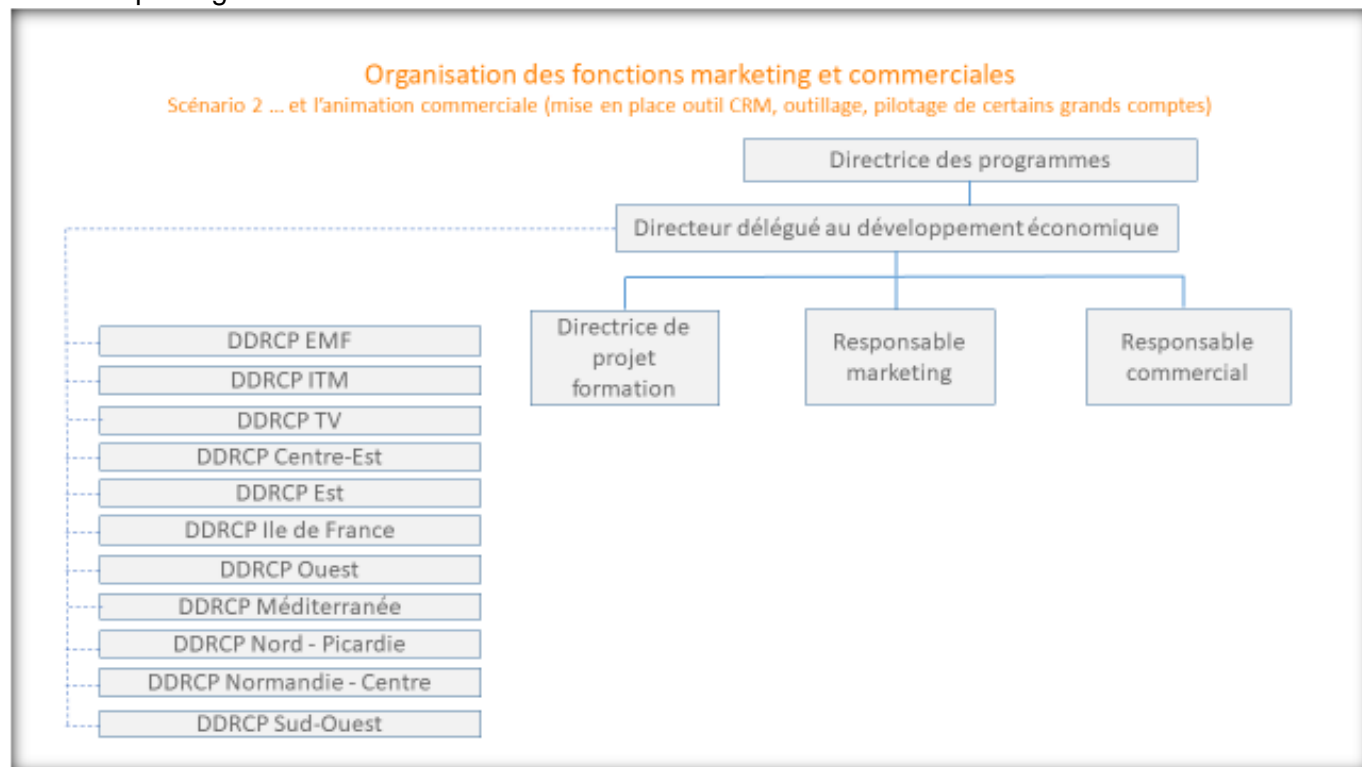 Organisation des fonctions marketing et commerciales
Scénario 2 ... et l'animation commerciale (mise en place outil CRM, outillage, pilotage de certains grands comptes)
Directrice des programmes
Directeur délégué au développement économique
Directrice de
projet
formation
Responsable
marketing
Responsable
commercial
DDRCP EMF
DDRCP ITM
DDRCP TV
DDRCP Centre-Est
DDRCP Est
DDRCP Ile de France
DDRCP Ouest
DDRCP Méditerranée
DDRCP Nord - Picardie
DDRCP Normandie - Centre
DDRCP Sud-Ouest